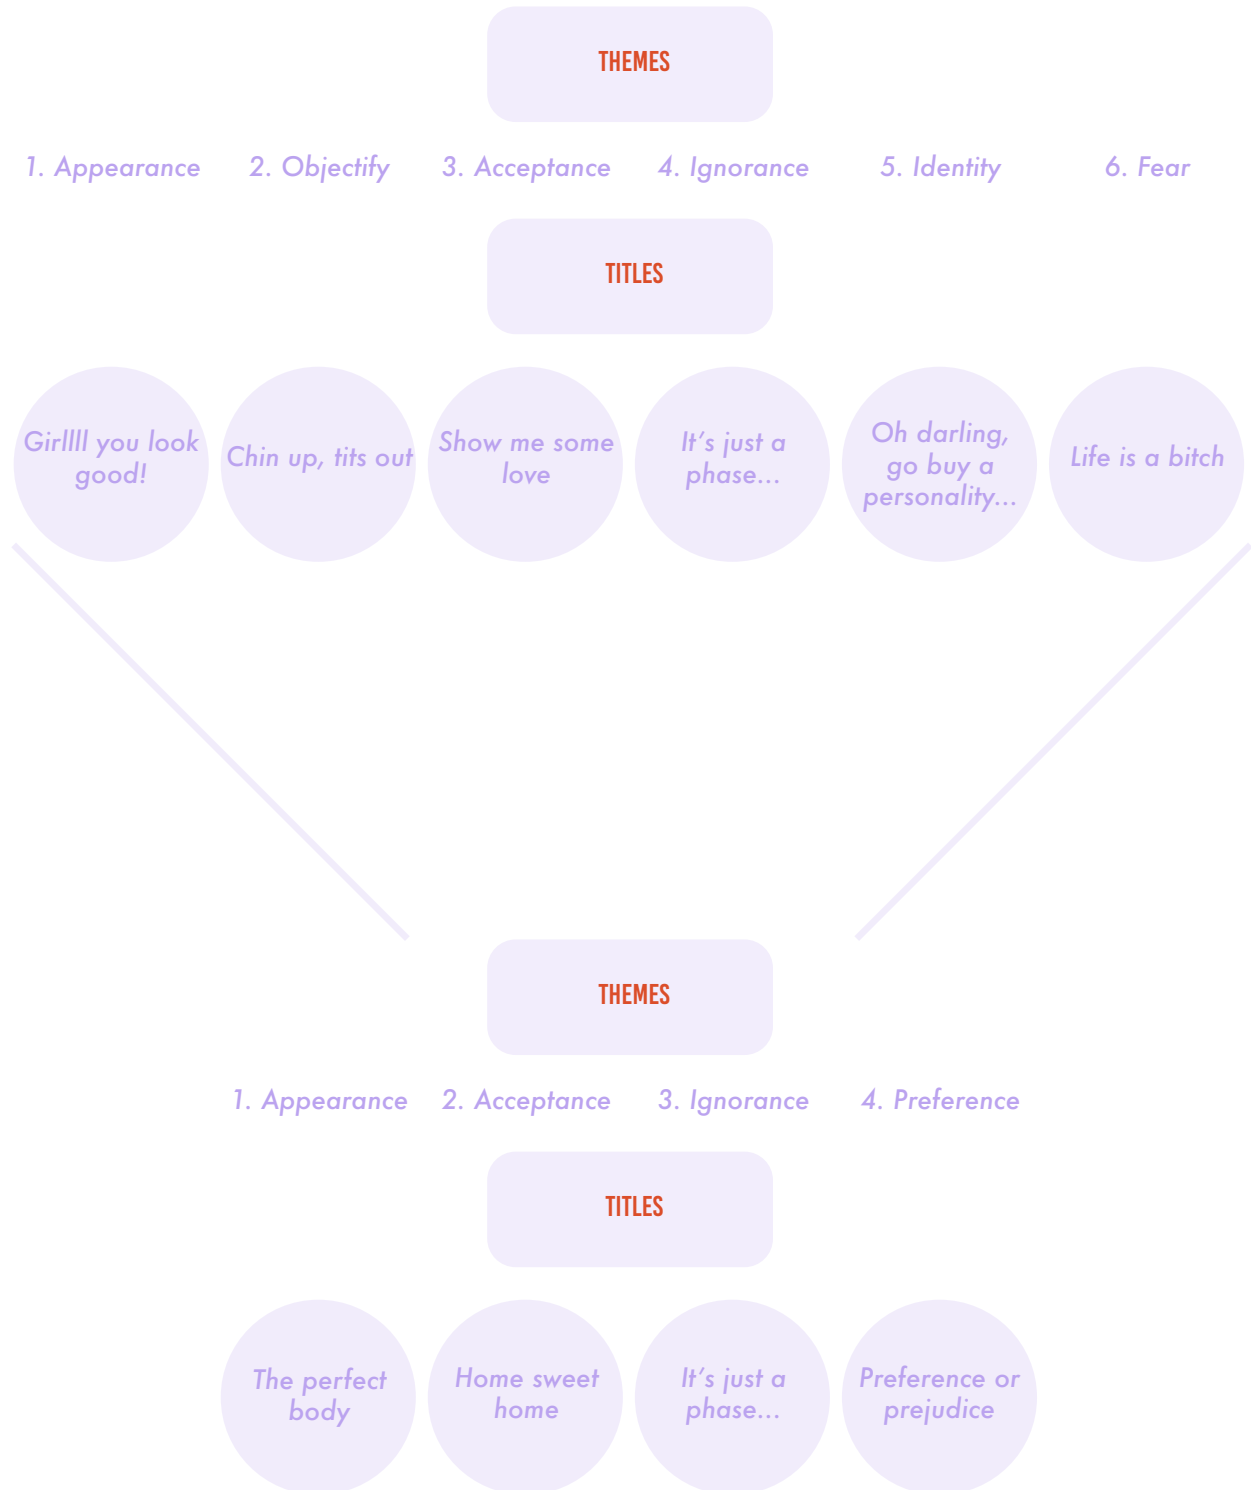 THEMES
1. Appearance 2. Objectify 3. Acceptance 4. Ignorance 5. Identity 6. Fear
TITLES
Girllll you look
good!
Chin up, tits out
Show me some
love
It’s just a
phase...
Oh darling,
go buy a
personality...
Life is a bitch
THEMES
1. Appearance 2. Acceptance 3. Ignorance 4. Preference
TITLES
The perfect
body
Home sweet
home
It’s just a
phase...
Preference or
prejudice